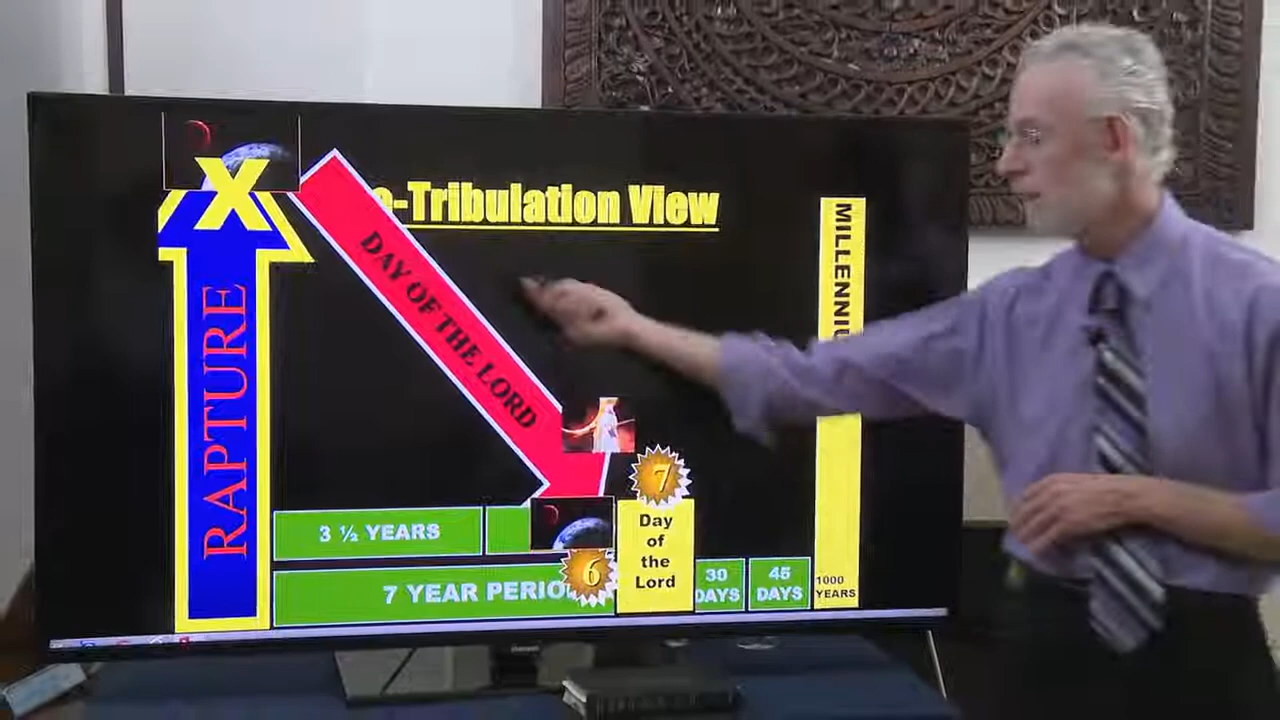 X
e-Tribulation View
DAY OF THE LORD
RAPTURE
MILLENNIU
7
3 ½ YEARS
Day
of
the
Lord
6
7 YEAR PERIO
30
DAYS
45
DAYS
1000
YEARS